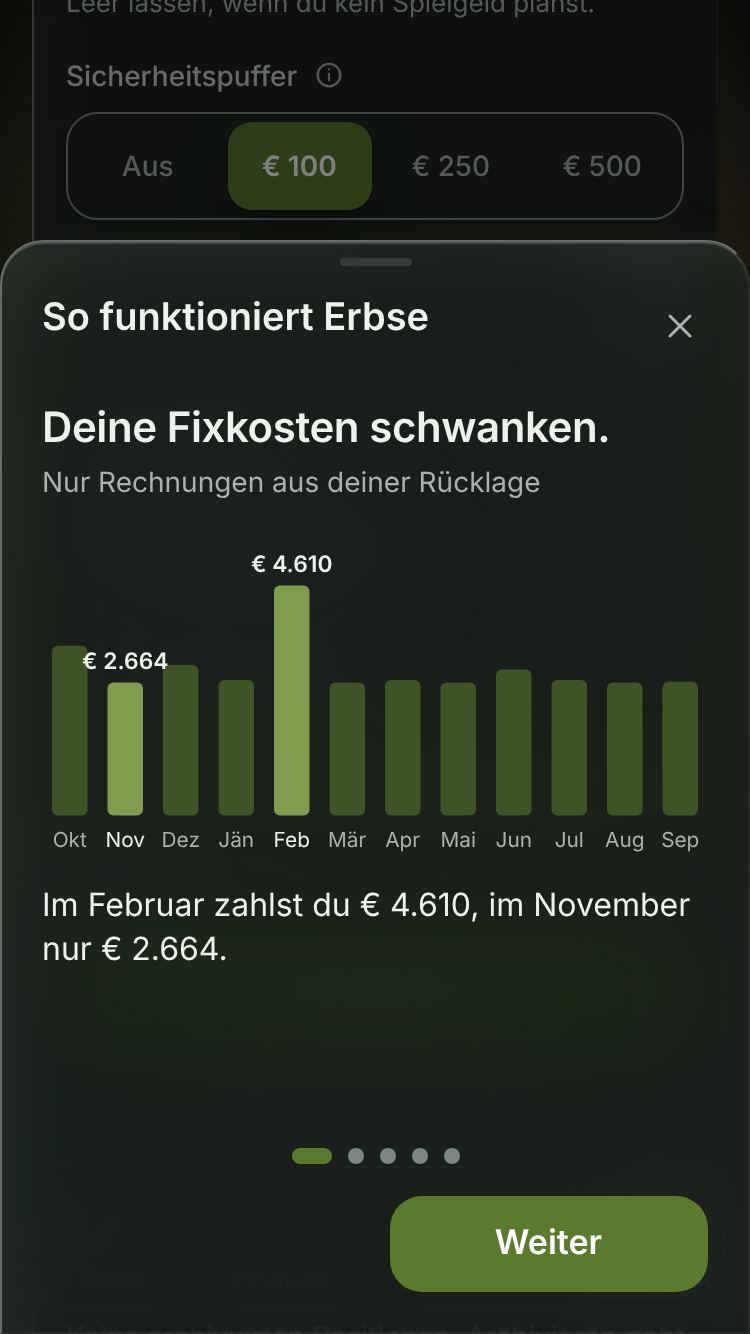 Leer lassen, wenn du kein Spielgeld planst.
Sicherheitspuffer
Aus € 100 € 250 € 500
So funktioniert Erbse
Deine Fixkosten schwanken.
Nur Rechnungen aus deiner Rücklage
€ 4.610
€ 2.664
Okt Nov Dez Jän Feb Mär Apr Mai Jun Jul Aug Sep
Im Februar zahlst du € 4.610, im November
nur € 2.664.
Weiter
Monat Positionen